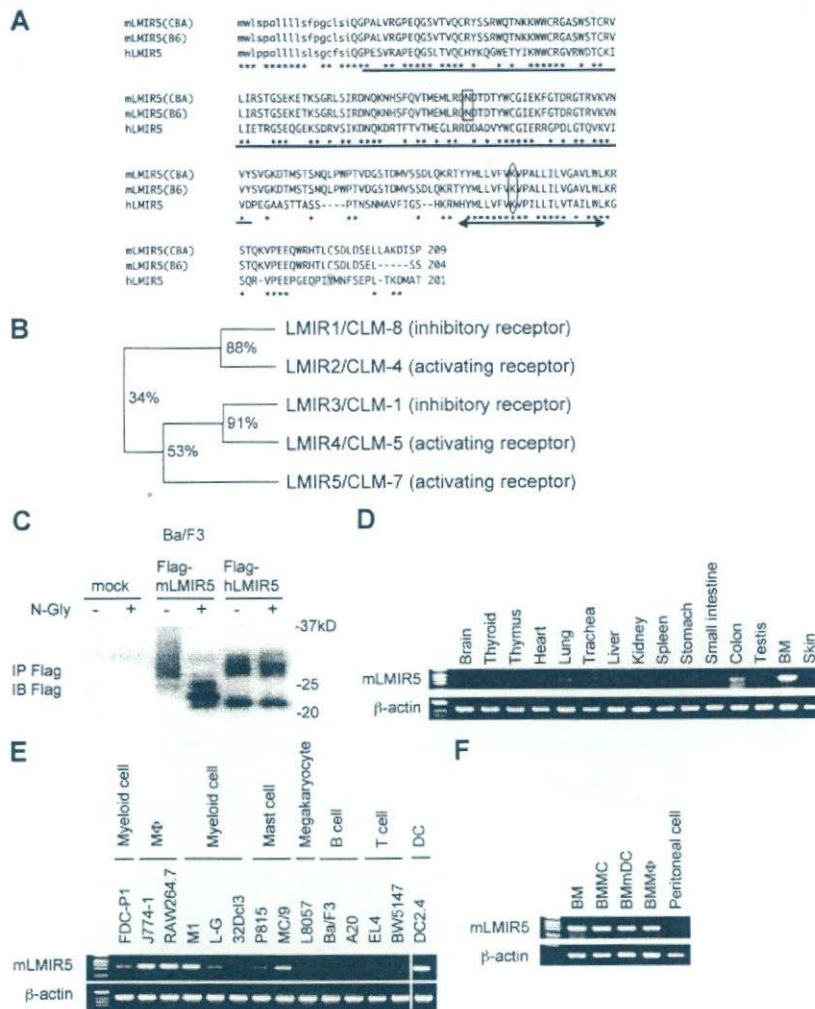 A
mLMIR5(CBA) mwlspallllsfpgclsiQGPALVRGPEQGSVTVQCRYSSRWQTNKKWWCRGASWSTCRV
mLMIR5(B6) mwlspallllsfpgclsiQGPALVRGPEQGSVTVQCRYSSRWQTNKKWWCRGASWSTCRV
hLMIR5 mwlppallllslsgcfsiQGPESVRAPEQGSLTVQCHYKQGWETYIKWWCRGVRWDTCKI
mLMIR5(CBA) LIRSTGSEKETKSGRLSIRDNQKNHSFQVTMEMLRQNDTDTYWCGIEKFGTDRGTRVKVN
mLMIR5(B6) LIRSTGSEKETKSGRLSIRDNQKNHSFQVTMEMLRQNDTDTYWCGIEKFGTDRGTRVKVN
hLMIR5 LIETRGSEQGEKSDRVSIKDNQKDRTFTVTMEGLRRDDADVYWCGIERRGPDLGTQVKVI
mLMIR5(CBA) VYSVGKDTMSTSNQLPWPTVDGSTDMVSSDLQKRTYYMLLVFVKVPALLILVGAVLWLKR
mLMIR5(B6) VYSVGKDTMSTSNQLPWPTVDGSTDMVSSDLQKRTYYMLLVFVKVPALLILVGAVLWLKR
hLMIR5 VDPEGAASTTASS----PTNSNMAVFIGS--HKRNHYMLLVFVKVPILLILVTAILWLKG
mLMIR5(CBA) STQKVPEEQWRHTLCSDLDSELLAKDISP 209
mLMIR5(B6) STQKVPEEQWRHTLCSDLDSEL-----SS 204
hLMIR5 SQR-VPEEPGEQPIYMNFSEPL-TKDMAT 201
B
LMIR1/CLM-8 (inhibitory receptor)
88%
LMIR2/CLM-4 (activating receptor)
34%
LMIR3/CLM-1 (inhibitory receptor)
91%
LMIR4/CLM-5 (activating receptor)
53%
LMIR5/CLM-7 (activating receptor)
C
Ba/F3
mock Flag-mLMIR5 Flag-hLMIR5
N-Gly - + - + - +
-37kD
IP Flag
IB Flag
-25
-20
D
Brain Thyroid Thymus Heart Lung Trachea Liver Kidney Spleen Stomach Small intestine Colon Testis BM Skin
mLMIR5
β-actin
E
Myeloid cell MΦ Myeloid cell Mast cell Megakaryocyte B cell T cell DC
FDC-P1 J774-1 RAW264.7 M1 L-G 32Dcl3 P815 MC/9 L8057 Ba/F3 A20 EL4 BW5147 DC2.4
mLMIR5
β-actin
F
BM BMMC BMmDC BMMΦ Peritoneal cell
mLMIR5
β-actin